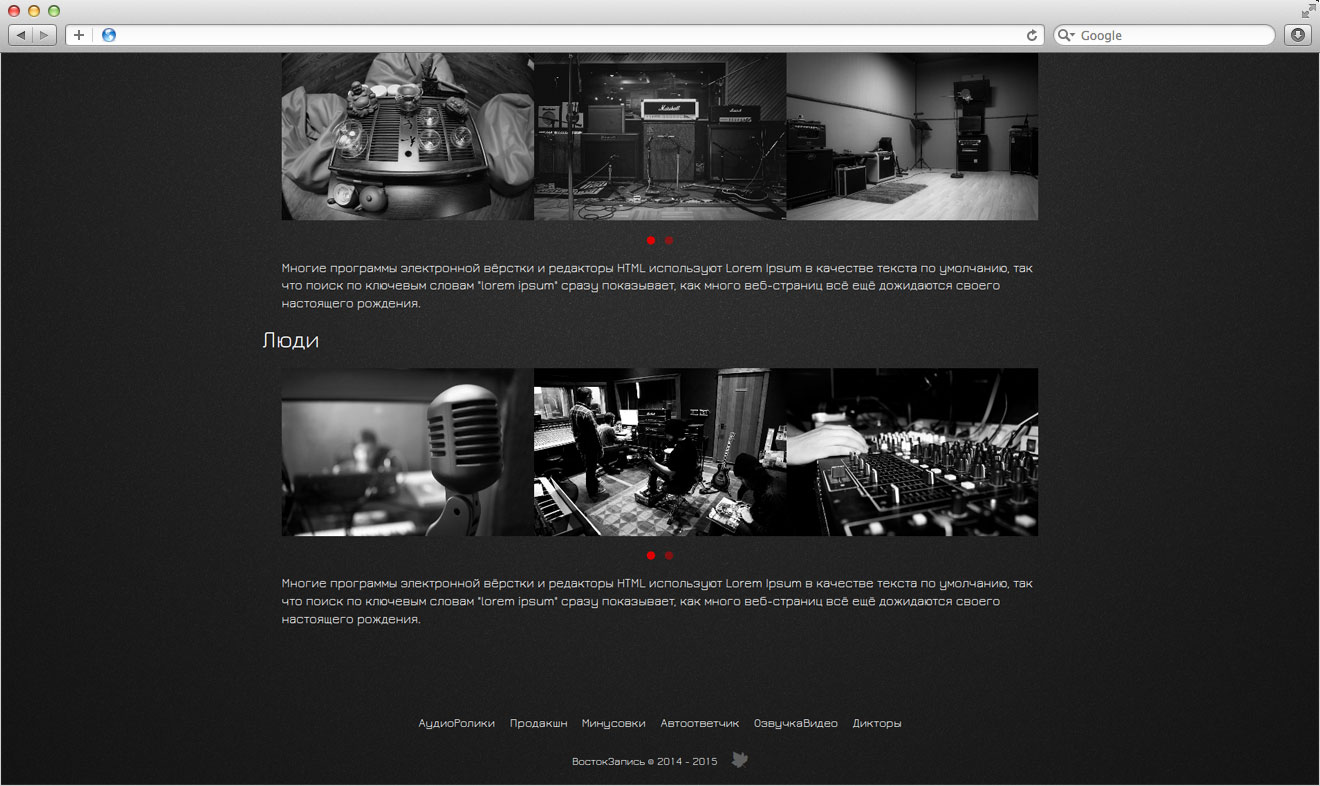 Google
Marshall
Многие программы электронной вёрстки и редакторы HTML используют Lorem Ipsum в качестве текста по умолчанию, так
что поиск по ключевым словам "lorem ipsum" сразу показывает, как много веб-страниц всё ещё дожидаются своего
настоящего рождения.
Люди
Многие программы электронной вёрстки и редакторы HTML используют Lorem Ipsum в качестве текста по умолчанию, так
что поиск по ключевым словам "lorem ipsum" сразу показывает, как много веб-страниц всё ещё дожидаются своего
настоящего рождения.
АудиоРолики Продакшн Минусовки Автоответчик ОзвучкаВидео Дикторы
ВостокЗапись © 2014 - 2015